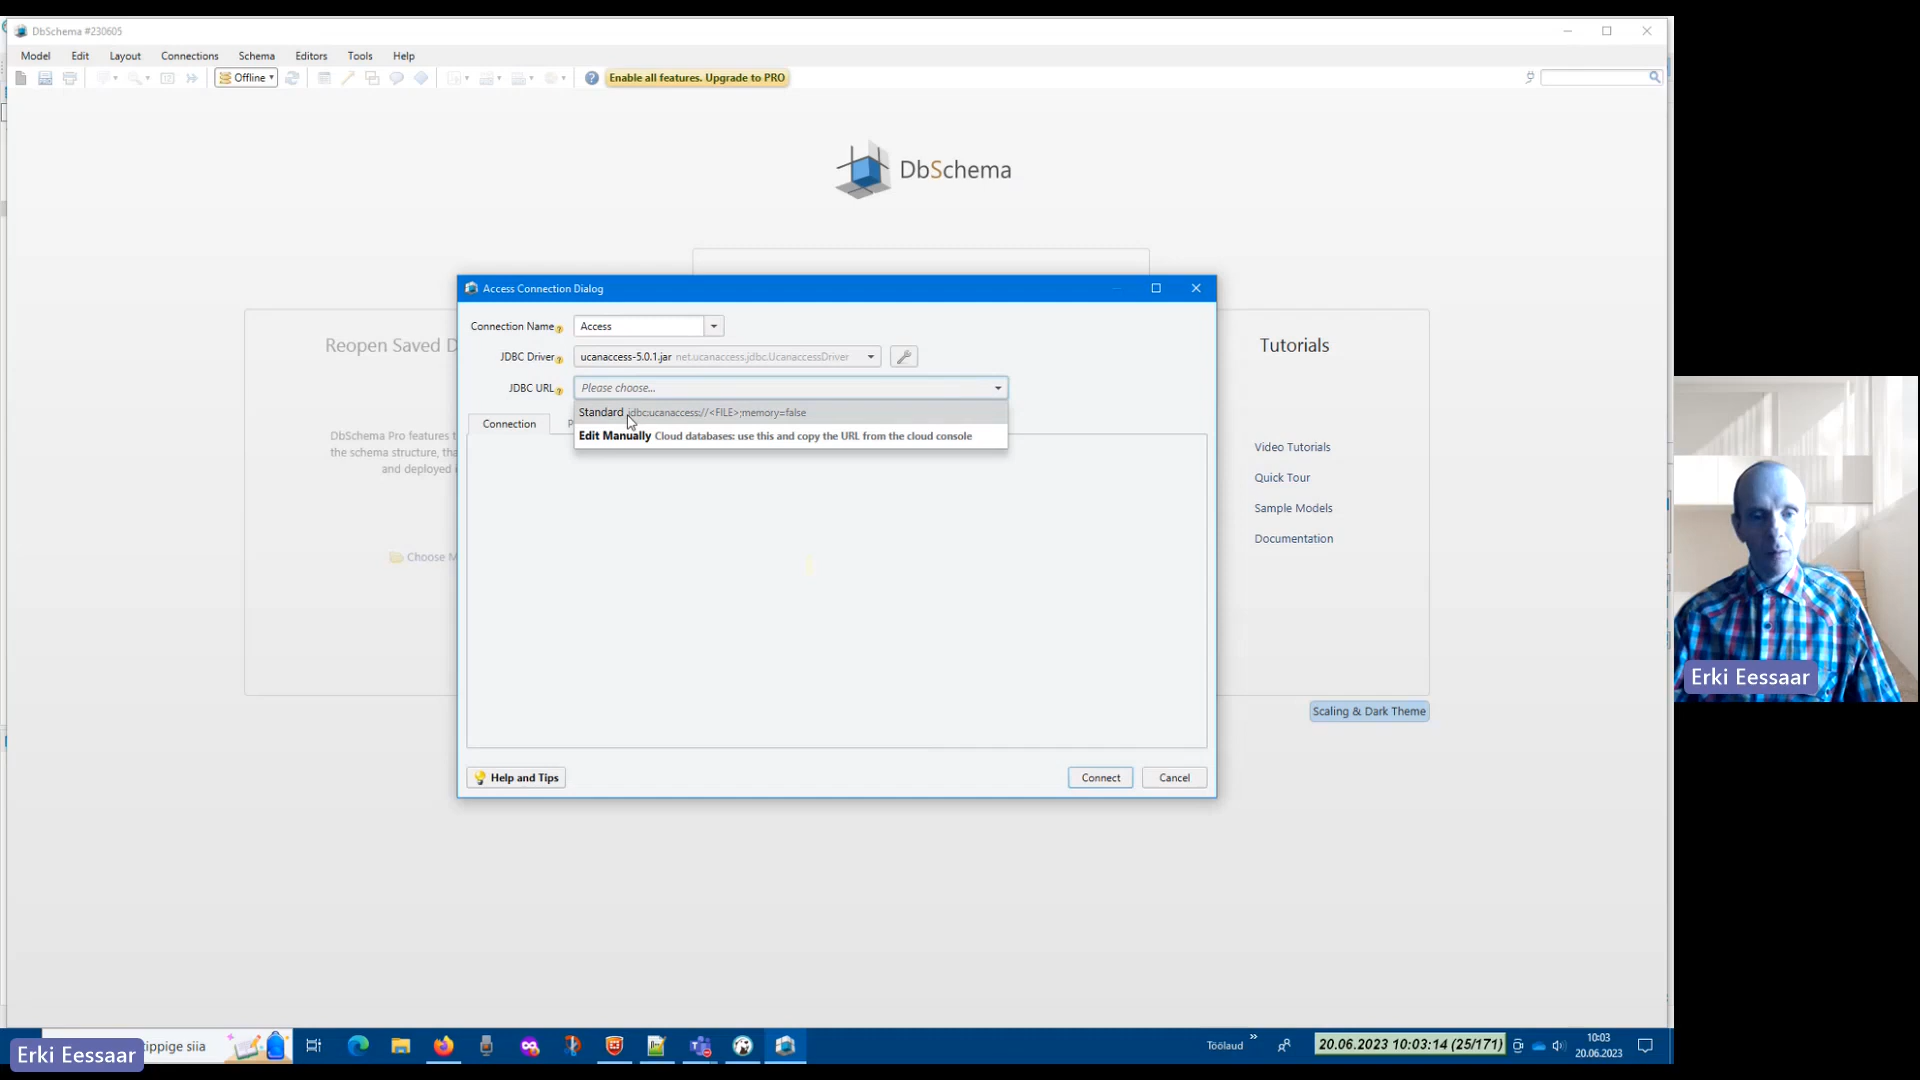 DbSchema #230605
Model Edit Layout Connections Schema Editors Tools Help
Offline
Enable all features. Upgrade to PRO
DbSchema
Access Connection Dialog
Connection Name Access
JDBC Driver ucanaccess-5.0.1.jar net.ucanaccess.jdbc.UcanaccessDriver
JDBC URL Please choose...
Standard jdbc:ucanaccess://<FILE>;memory=false
Edit Manually Cloud databases: use this and copy the URL from the cloud console
Connection
Reopen Saved D
DbSchema Pro features t
the schema structure, tha
and deployed i
Choose M
Tutorials
Video Tutorials
Quick Tour
Sample Models
Documentation
Scaling & Dark Theme
Help and Tips
Connect
Cancel
Erki Eessaar
Erki Eessaar
ippige siia
Töölaud
20.06.2023 10:03:14 (25/171)
10:03
20.06.2023